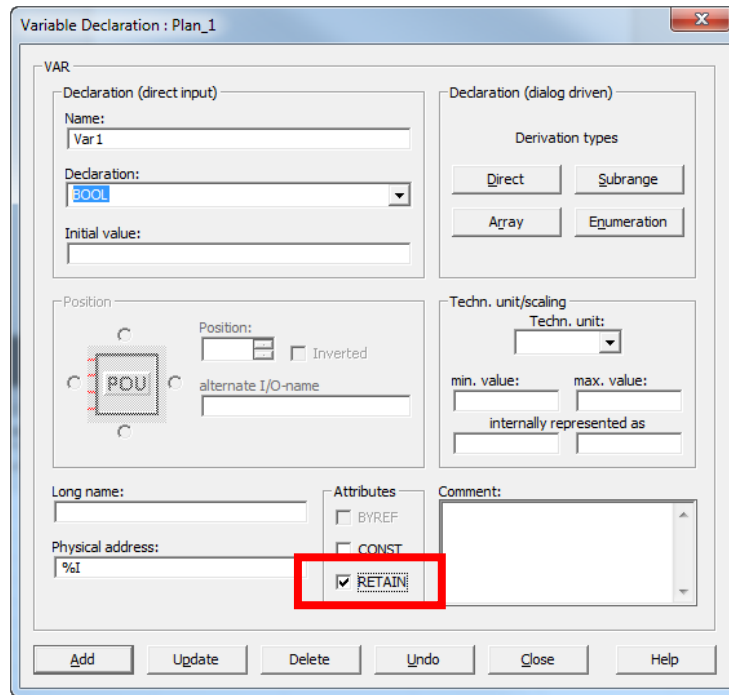 Variable Declaration : Plan_1
x
VAR
Declaration (direct input)
Name:
Var1
Declaration:
BOOL
Initial value:
Declaration (dialog driven)
Derivation types
Direct
Subrange
Array
Enumeration
Position
POU
Position:
Inverted
alternate I/O-name
Techn. unit/scaling
Techn. unit:
min. value:
max. value:
internally represented as
Long name:
Physical address:
%I
Attributes
BYREF
CONST
RETAIN
Comment:
Add
Update
Delete
Undo
Close
Help